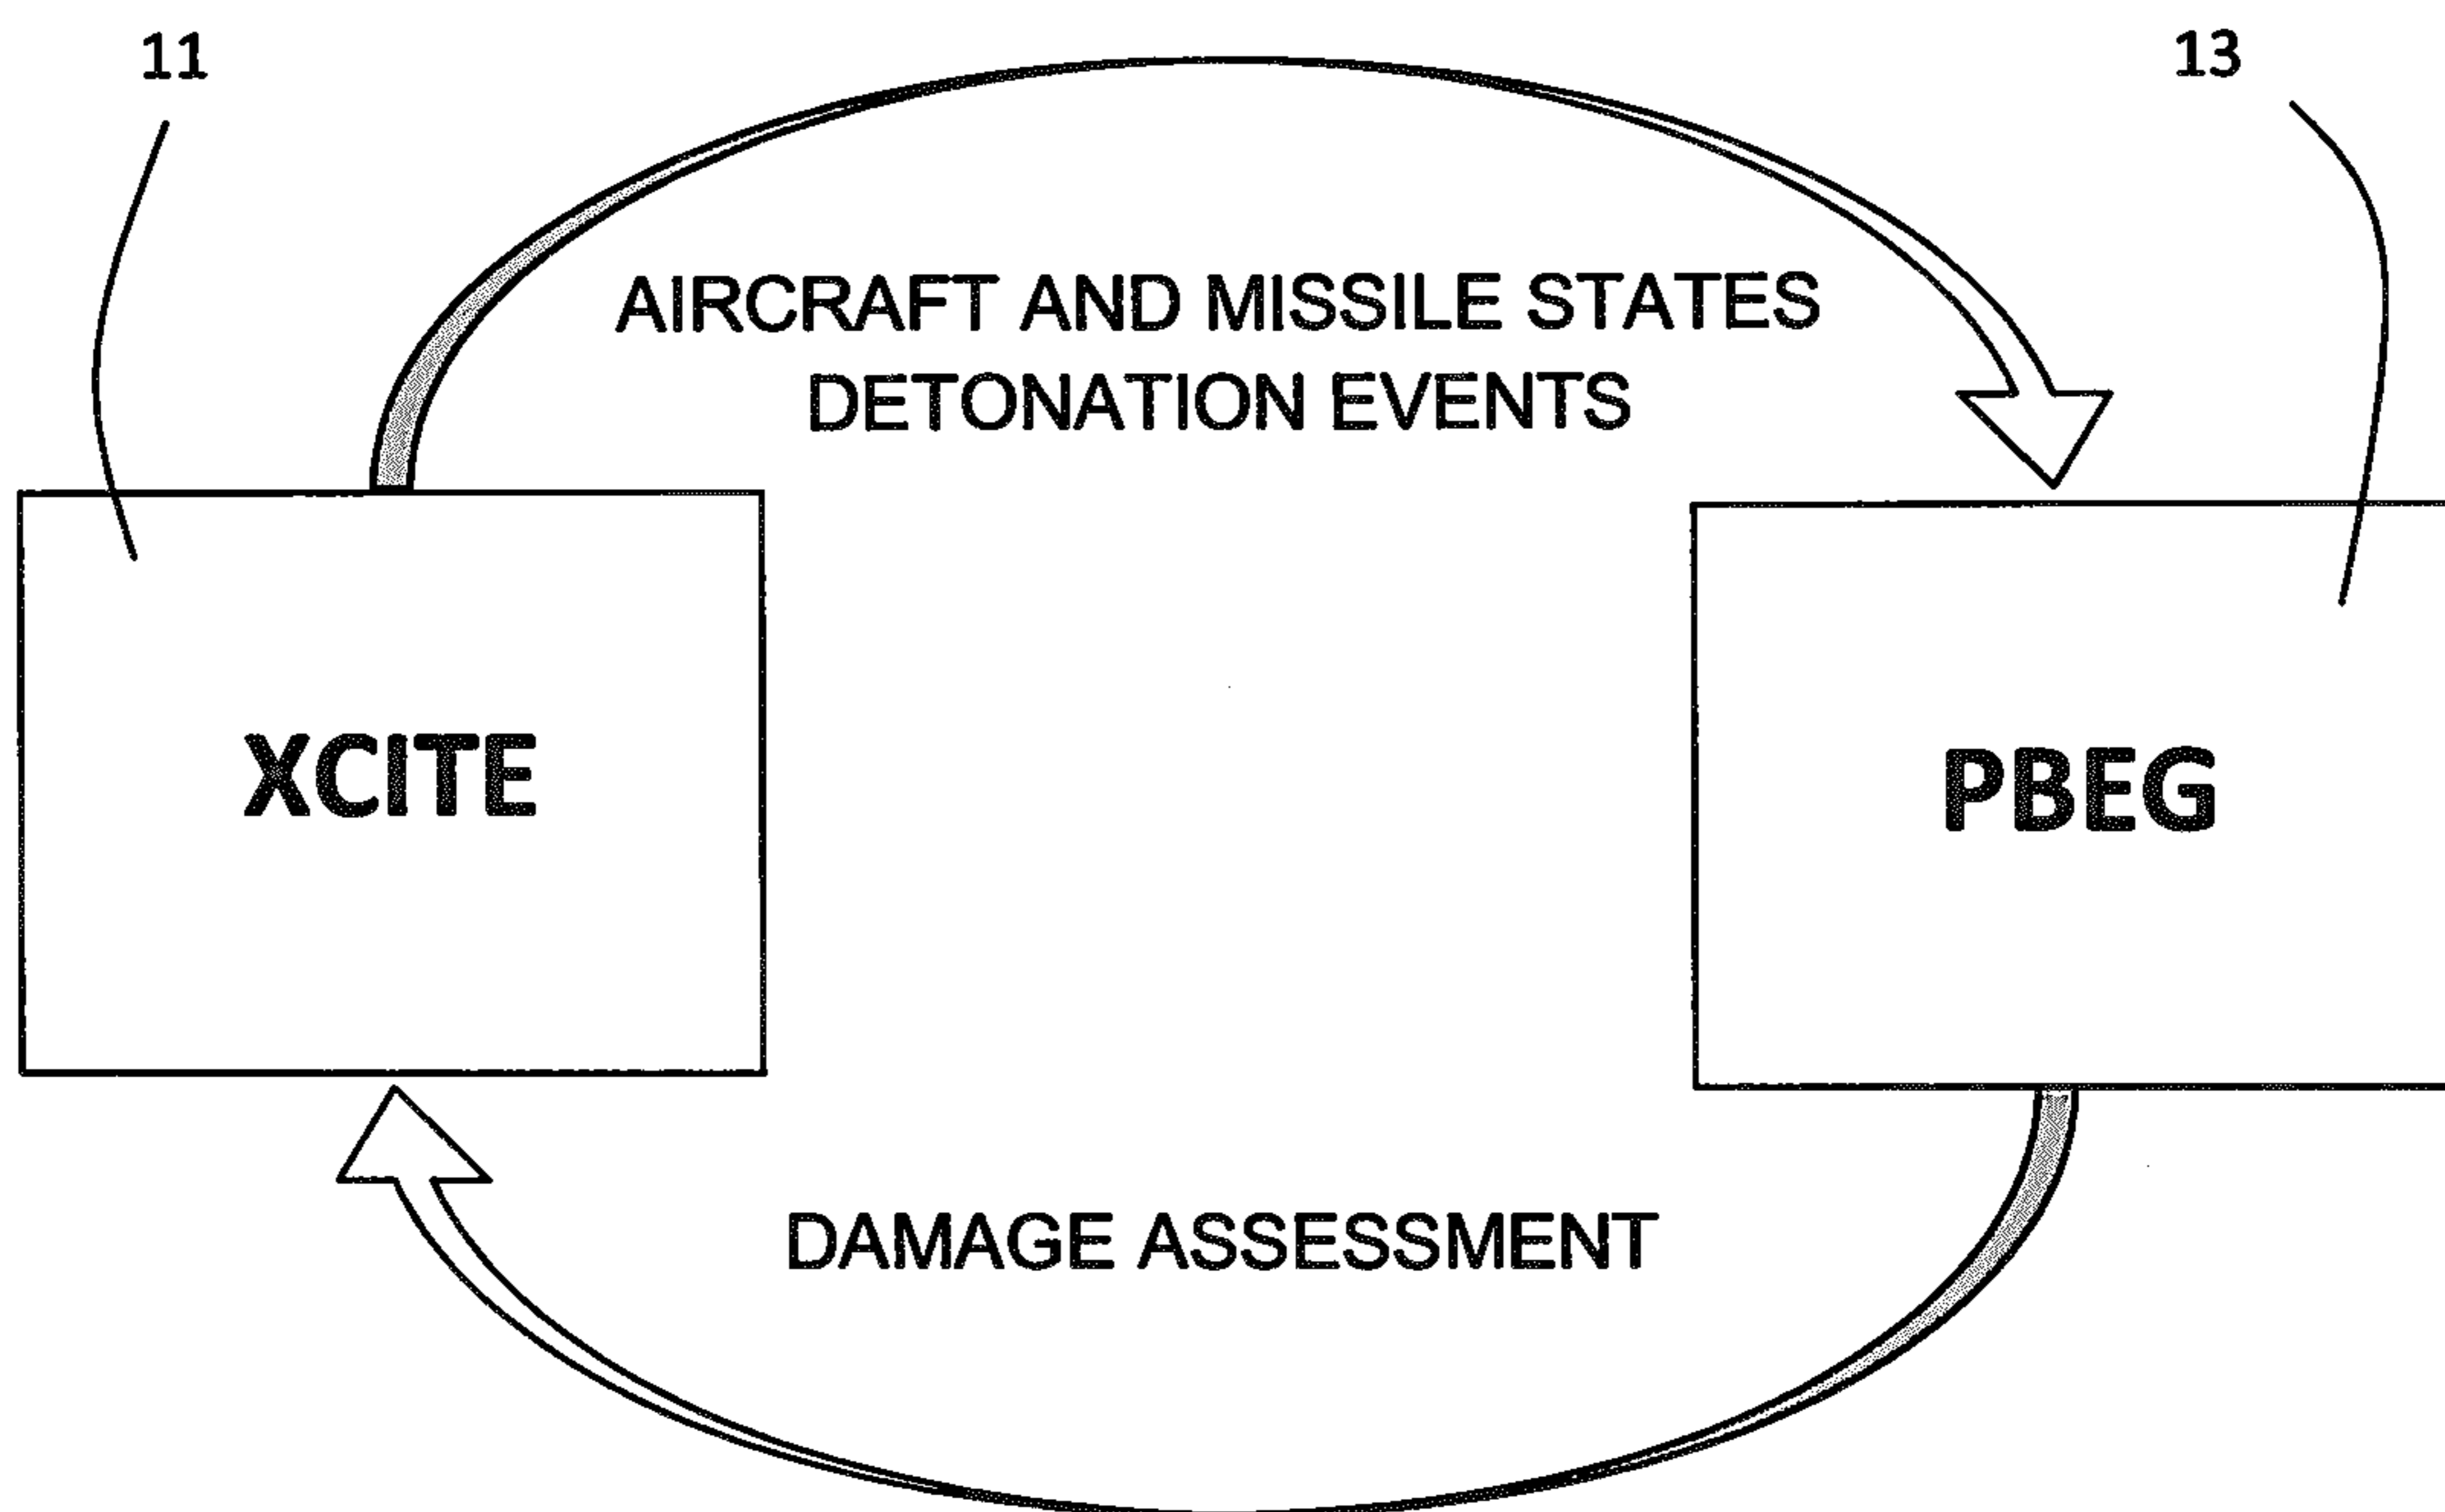 11
13
AIRCRAFT AND MISSILE STATES
DETONATION EVENTS
XCITE
PBEG
DAMAGE ASSESSMENT